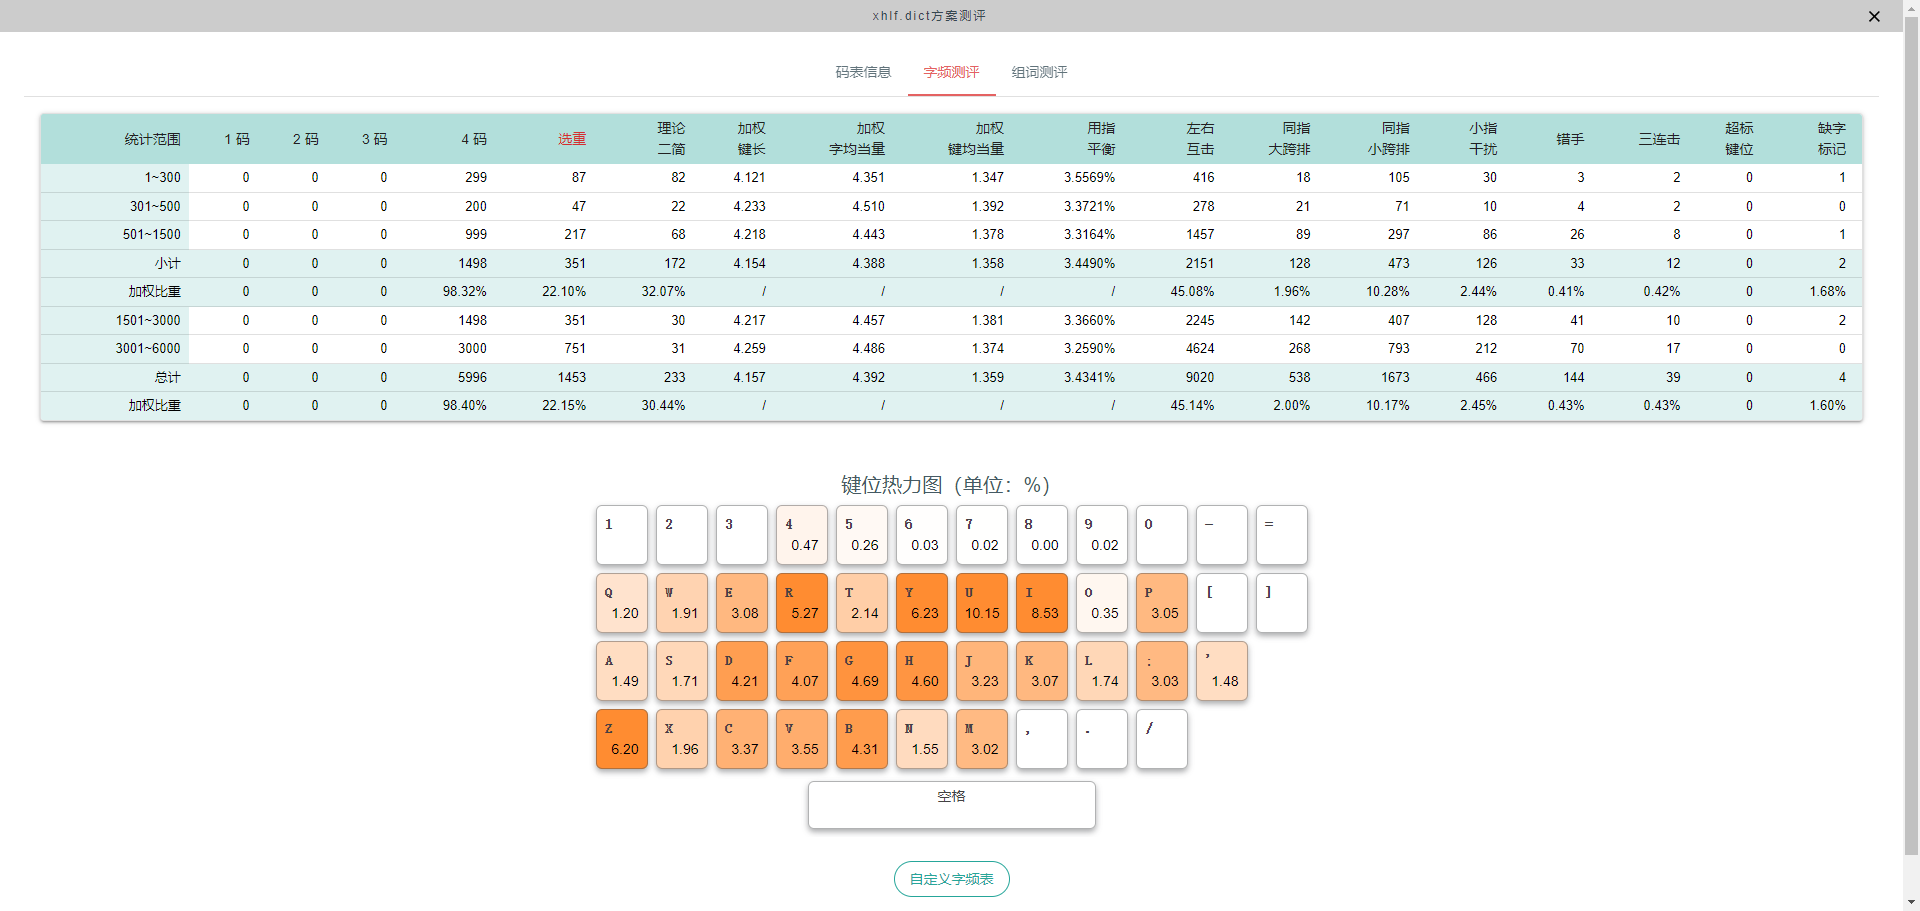 xhlf.dict方案测评 ✕
码表信息 字频测评 组词测评
统计范围 1 码 2 码 3 码 4 码 选重 理论二简 加权键长 加权字均当量 加权键均当量 用指平衡 左右互击 同指大跨排 同指小跨排 小指干扰 错手 三连击 超标键位 缺字标记
1~300 0 0 0 299 87 82 4.121 4.351 1.347 3.5569% 416 18 105 30 3 2 0 1
301~500 0 0 0 200 47 22 4.233 4.510 1.392 3.3721% 278 21 71 10 4 2 0 0
501~1500 0 0 0 999 217 68 4.218 4.443 1.378 3.3164% 1457 89 297 86 26 8 0 1
小计 0 0 0 1498 351 172 4.154 4.388 1.358 3.4490% 2151 128 473 126 33 12 0 2
加权比重 0 0 0 98.32% 22.10% 32.07% / / / / 45.08% 1.96% 10.28% 2.44% 0.41% 0.42% 0 1.68%
1501~3000 0 0 0 1498 351 30 4.217 4.457 1.381 3.3660% 2245 142 407 128 41 10 0 2
3001~6000 0 0 0 3000 751 31 4.259 4.486 1.374 3.2590% 4624 268 793 212 70 17 0 0
总计 0 0 0 5996 1453 233 4.157 4.392 1.359 3.4341% 9020 538 1673 466 144 39 0 4
加权比重 0 0 0 98.40% 22.15% 30.44% / / / / 45.14% 2.00% 10.17% 2.45% 0.43% 0.43% 0 1.60%
键位热力图（单位：%）
1 2 3 4 5 6 7 8 9 0 - =
0.47 0.26 0.03 0.02 0.00 0.02
Q W E R T Y U I O P [ ]
1.20 1.91 3.08 5.27 2.14 6.23 10.15 8.53 0.35 3.05
A S D F G H J K L ; '
1.49 1.71 4.21 4.07 4.69 4.60 3.23 3.07 1.74 3.03 1.48
Z X C V B N M , . /
6.20 1.96 3.37 3.55 4.31 1.55 3.02
空格
自定义字频表